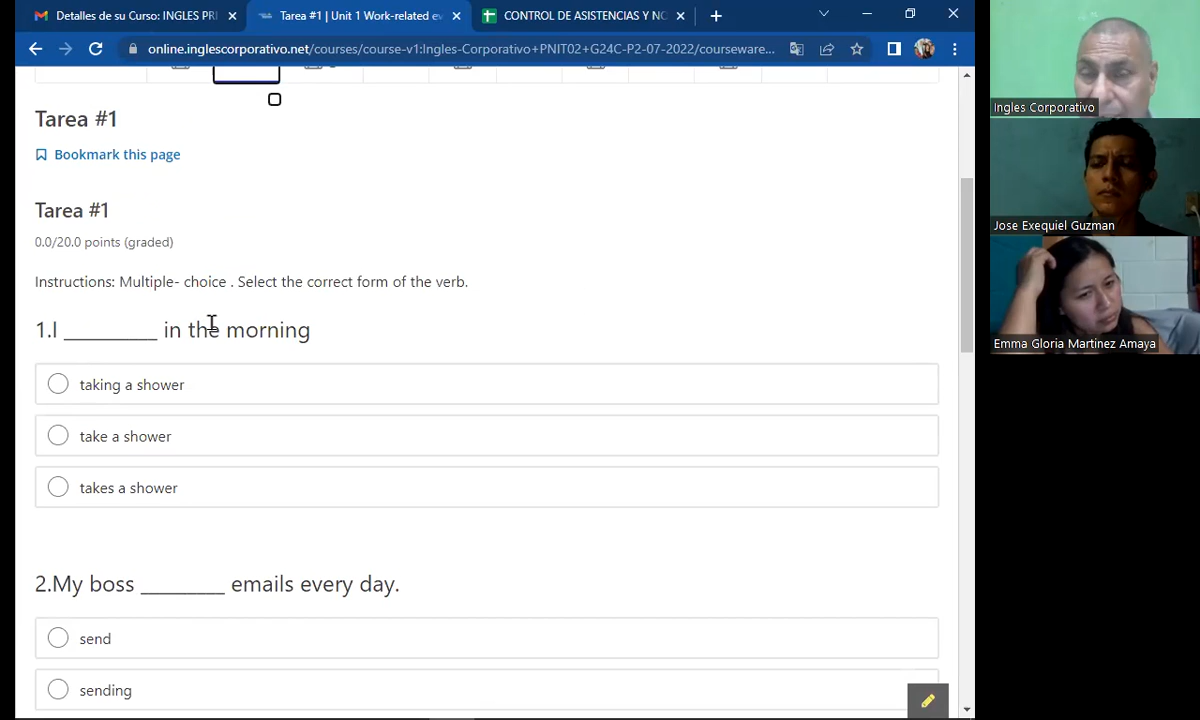 Detalles de su Curso: INGLES PRI
Tarea #1 | Unit 1 Work-related ev
CONTROL DE ASISTENCIAS Y NO
online.inglescorporativo.net/courses/course-v1:Ingles-Corporativo+PNIT02+G24C-P2-07-2022/courseware...
Ingles Corporativo
Tarea #1
Bookmark this page
Tarea #1
0.0/20.0 points (graded)
Jose Exequiel Guzman
Instructions: Multiple- choice . Select the correct form of the verb.
1.I _________ in the morning
Emma Gloria Martinez Amaya
taking a shower
take a shower
takes a shower
2.My boss ________ emails every day.
send
sending